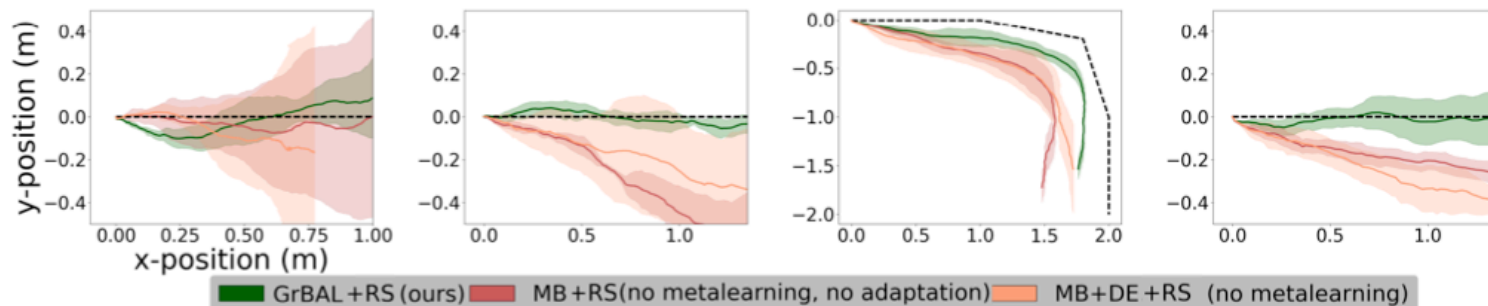 y-position (m)
0.4
0.2
0.0
−0.2
−0.4
0.00 0.25 0.50 0.75 1.00
x-position (m)
0.4
0.2
0.0
−0.2
−0.4
0.0 0.5 1.0
0.0
−0.5
−1.0
−1.5
−2.0
0.0 0.5 1.0 1.5 2.0
0.4
0.2
0.0
−0.2
−0.4
0.0 0.5 1.0
GrBAL+RS (ours) MB+RS(no metalearning, no adaptation) MB+DE+RS (no metalearning)